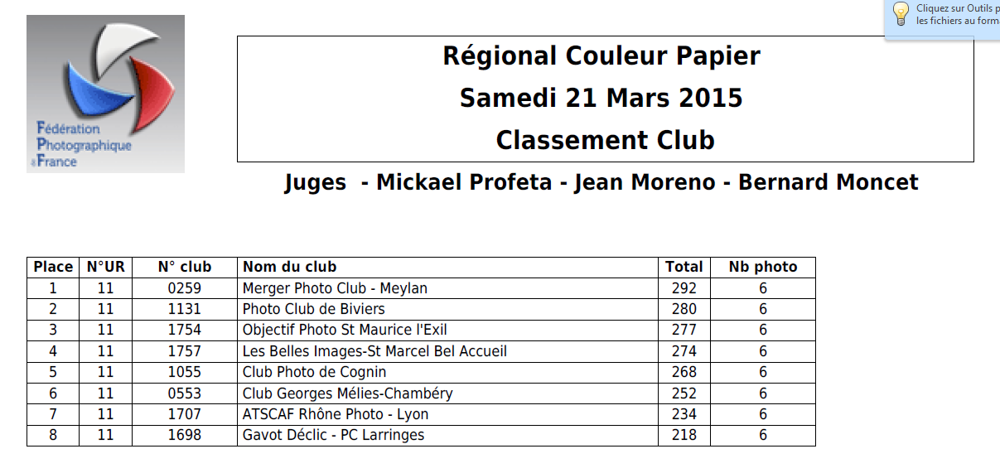 Cliquez sur Outils p
les fichiers au form
Régional Couleur Papier
Samedi 21 Mars 2015
Classement Club
Fédération
Photographique
de France
Juges - Mickael Profeta - Jean Moreno - Bernard Moncet
Place N°UR N° club Nom du club Total Nb photo
1 11 0259 Merger Photo Club - Meylan 292 6
2 11 1131 Photo Club de Biviers 280 6
3 11 1754 Objectif Photo St Maurice l'Exil 277 6
4 11 1757 Les Belles Images-St Marcel Bel Accueil 274 6
5 11 1055 Club Photo de Cognin 268 6
6 11 0553 Club Georges Mélies-Chambéry 252 6
7 11 1707 ATSCAF Rhône Photo - Lyon 234 6
8 11 1698 Gavot Déclic - PC Larringes 218 6